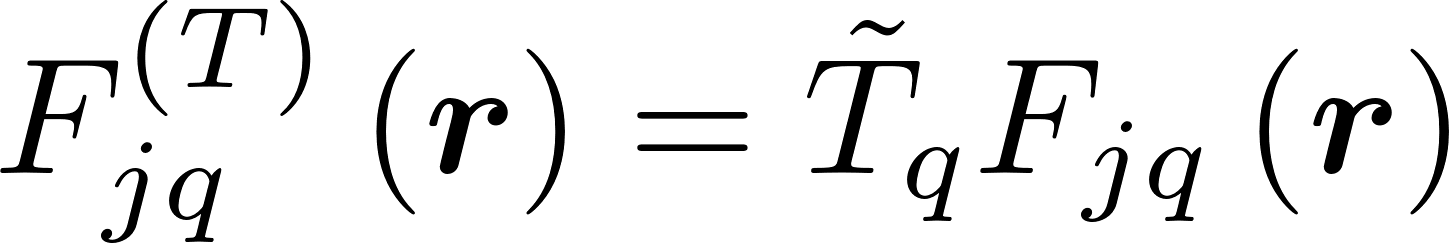 $F_{jq}^{(T)}(\boldsymbol{r}) = \tilde{T}_q F_{jq}(\boldsymbol{r})$